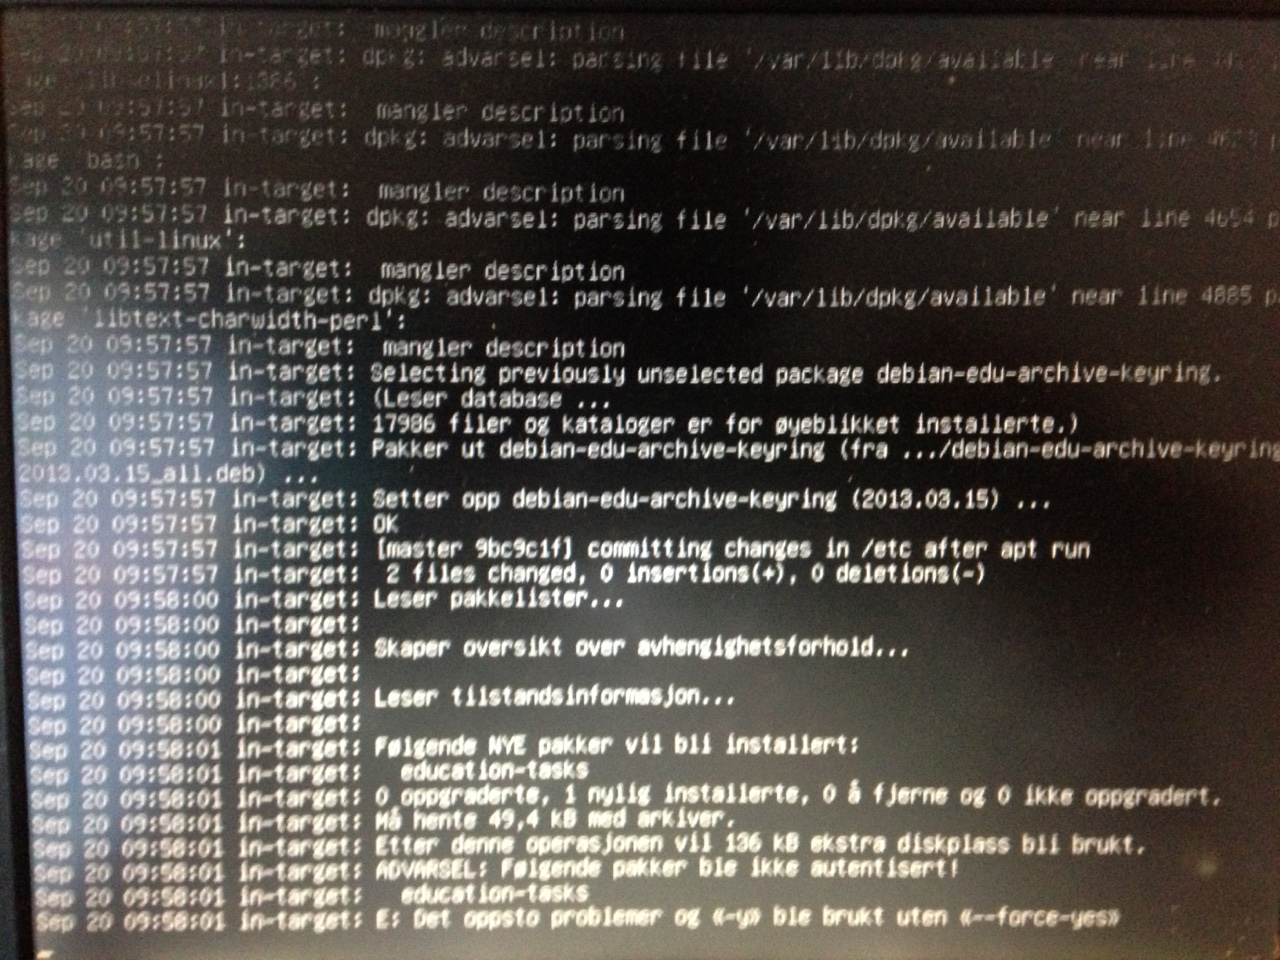 in-target: mangler description
in-target: dpkg: advarsel: parsing file '/var/lib/dpkg/available' near line
age 'libselinux1:i386':
Sep 20 09:57:57 in-target:  mangler description
Sep 20 09:57:57 in-target: dpkg: advarsel: parsing file '/var/lib/dpkg/available' near line
age 'bash':
Sep 20 09:57:57 in-target:  mangler description
Sep 20 09:57:57 in-target: dpkg: advarsel: parsing file '/var/lib/dpkg/available' near line 4654 p
kage 'util-linux':
Sep 20 09:57:57 in-target:  mangler description
Sep 20 09:57:57 in-target: dpkg: advarsel: parsing file '/var/lib/dpkg/available' near line 4885 p
kage 'libtext-charwidth-perl':
Sep 20 09:57:57 in-target:  mangler description
Sep 20 09:57:57 in-target: Selecting previously unselected package debian-edu-archive-keyring.
Sep 20 09:57:57 in-target: (Leser database ...
Sep 20 09:57:57 in-target: 17986 filer og kataloger er for øyeblikket installerte.)
Sep 20 09:57:57 in-target: Pakker ut debian-edu-archive-keyring (fra .../debian-edu-archive-keyring
2013.03.15_all.deb) ...
Sep 20 09:57:57 in-target: Setter opp debian-edu-archive-keyring (2013.03.15) ...
Sep 20 09:57:57 in-target: OK
Sep 20 09:57:57 in-target: [master 9bc9c1f] committing changes in /etc after apt run
Sep 20 09:57:57 in-target:  2 files changed, 0 insertions(+), 0 deletions(-)
Sep 20 09:58:00 in-target: Leser pakkelister...
Sep 20 09:58:00 in-target:
Sep 20 09:58:00 in-target: Skaper oversikt over avhengighetsforhold...
Sep 20 09:58:00 in-target:
Sep 20 09:58:00 in-target: Leser tilstandsinformasjon...
Sep 20 09:58:00 in-target:
Sep 20 09:58:01 in-target: Følgende NYE pakker vil bli installert:
Sep 20 09:58:01 in-target:   education-tasks
Sep 20 09:58:01 in-target: 0 oppgraderte, 1 nylig installerte, 0 å fjerne og 0 ikke oppgradert.
Sep 20 09:58:01 in-target: Må hente 49,4 kB med arkiver.
Sep 20 09:58:01 in-target: Etter denne operasjonen vil 136 kB ekstra diskplass bli brukt.
Sep 20 09:58:01 in-target: ADVARSEL: Følgende pakker ble ikke autentisert!
Sep 20 09:58:01 in-target:   education-tasks
Sep 20 09:58:01 in-target: E: Det oppsto problemer og «-y» ble brukt uten «--force-yes»